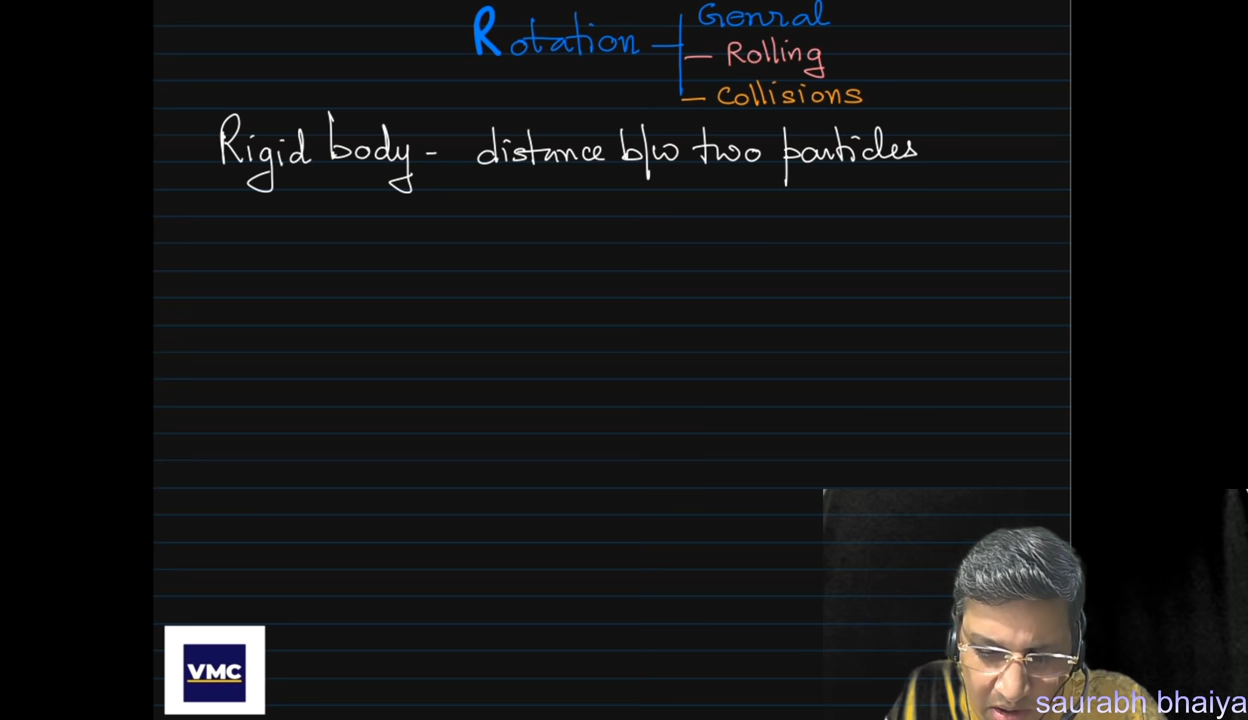 Rotation
Genral
- Rolling
- Collisions
Rigid body - distance b/w two particles
VMC
saurabh bhaiya